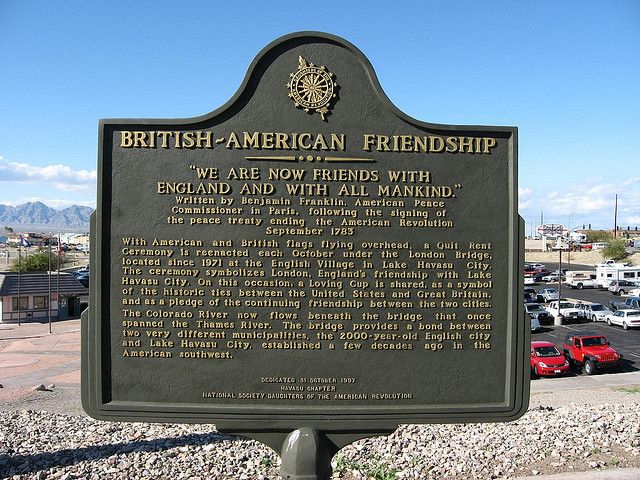 BRITISH-AMERICAN FRIENDSHIP
"WE ARE NOW FRIENDS WITH
ENGLAND AND WITH ALL MANKIND."
Written by Benjamin Franklin, American Peace
Commissioner in Paris, following the signing of
the peace treaty ending the American Revolution
September 1783
With American and British flags flying overhead, a Quit Rent
Ceremony is reenacted each October under the London Bridge,
located since 1971 at the English Village in Lake Havasu City.
The ceremony symbolizes London, England's friendship with Lake
Havasu City. On this occasion, a Loving Cup is shared, as a symbol
of the historic ties between the United States and Great Britain,
and as a pledge of the continuing friendship between the two cities.
The Colorado River now flows beneath the bridge that once
spanned the Thames River. The bridge provides a bond between
two very different municipalities, the 2000-year-old English city
and Lake Havasu City, established a few decades ago in the
American southwest.
DEDICATED 31 OCTOBER 1997
HAVASU CHAPTER
NATIONAL SOCIETY DAUGHTERS OF THE AMERICAN REVOLUTION